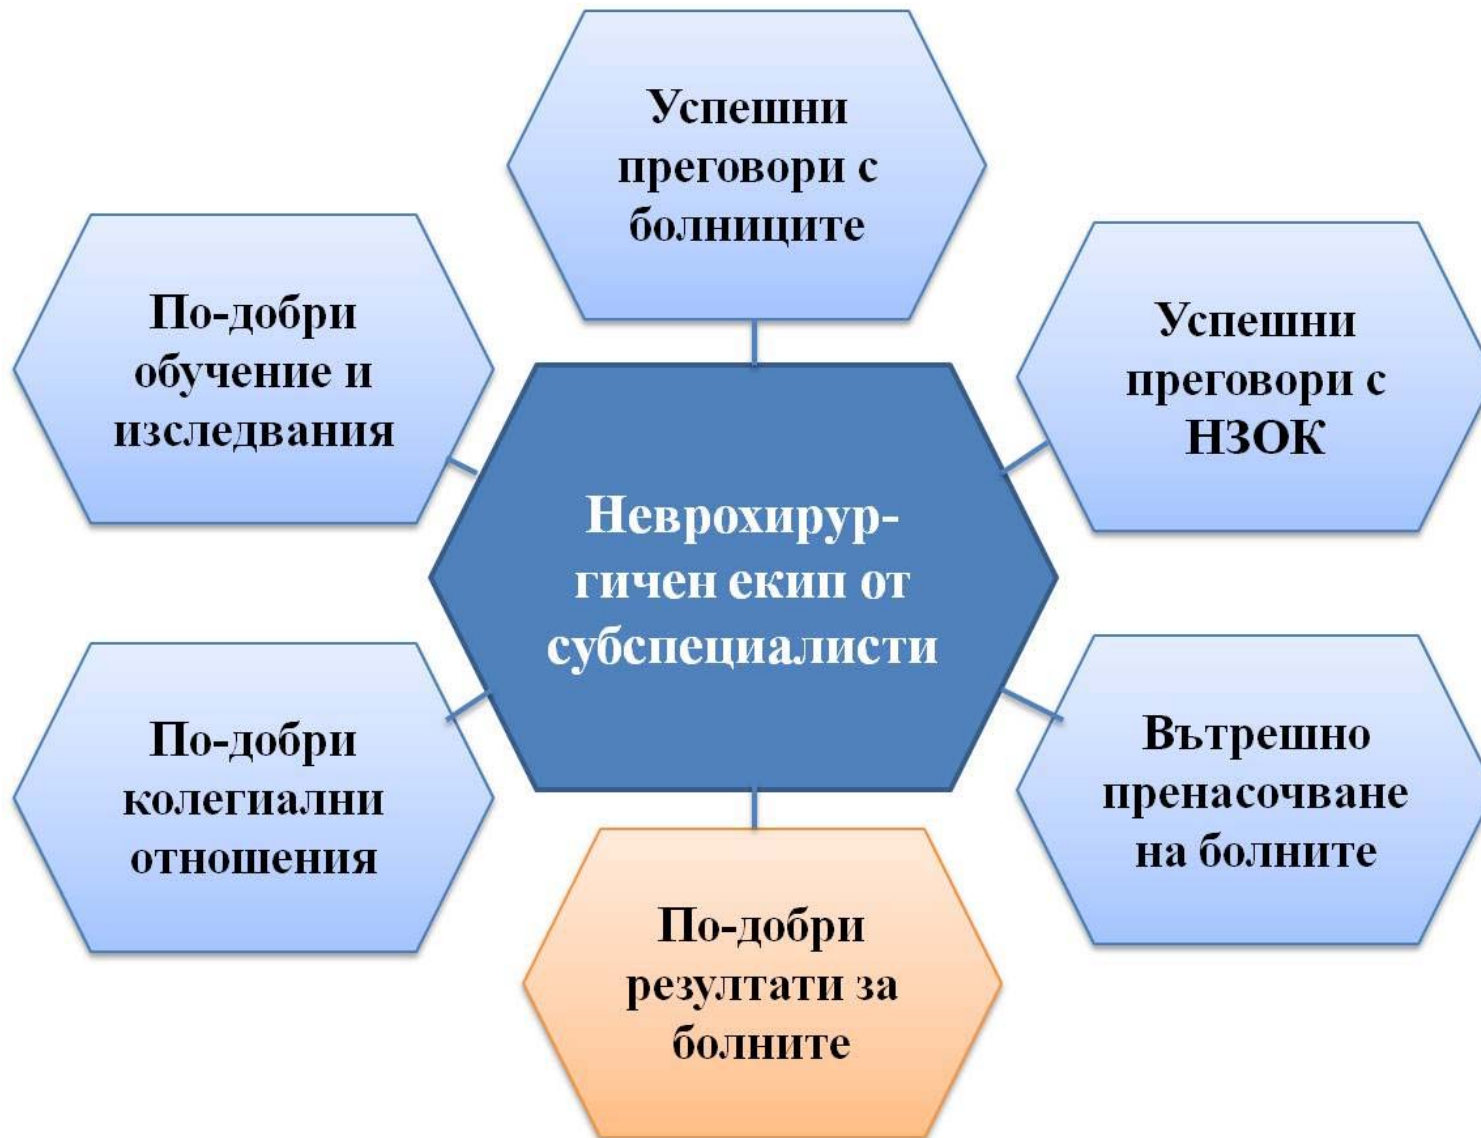 Успешни
преговори с
болниците
По-добри
обучение и
изследвания
Успешни
преговори с
НЗОК
Неврохирур-
гичен екип от
субспециалисти
По-добри
колегиални
отношения
Вътрешно
пренасочване
на болните
По-добри
резултати за
болните